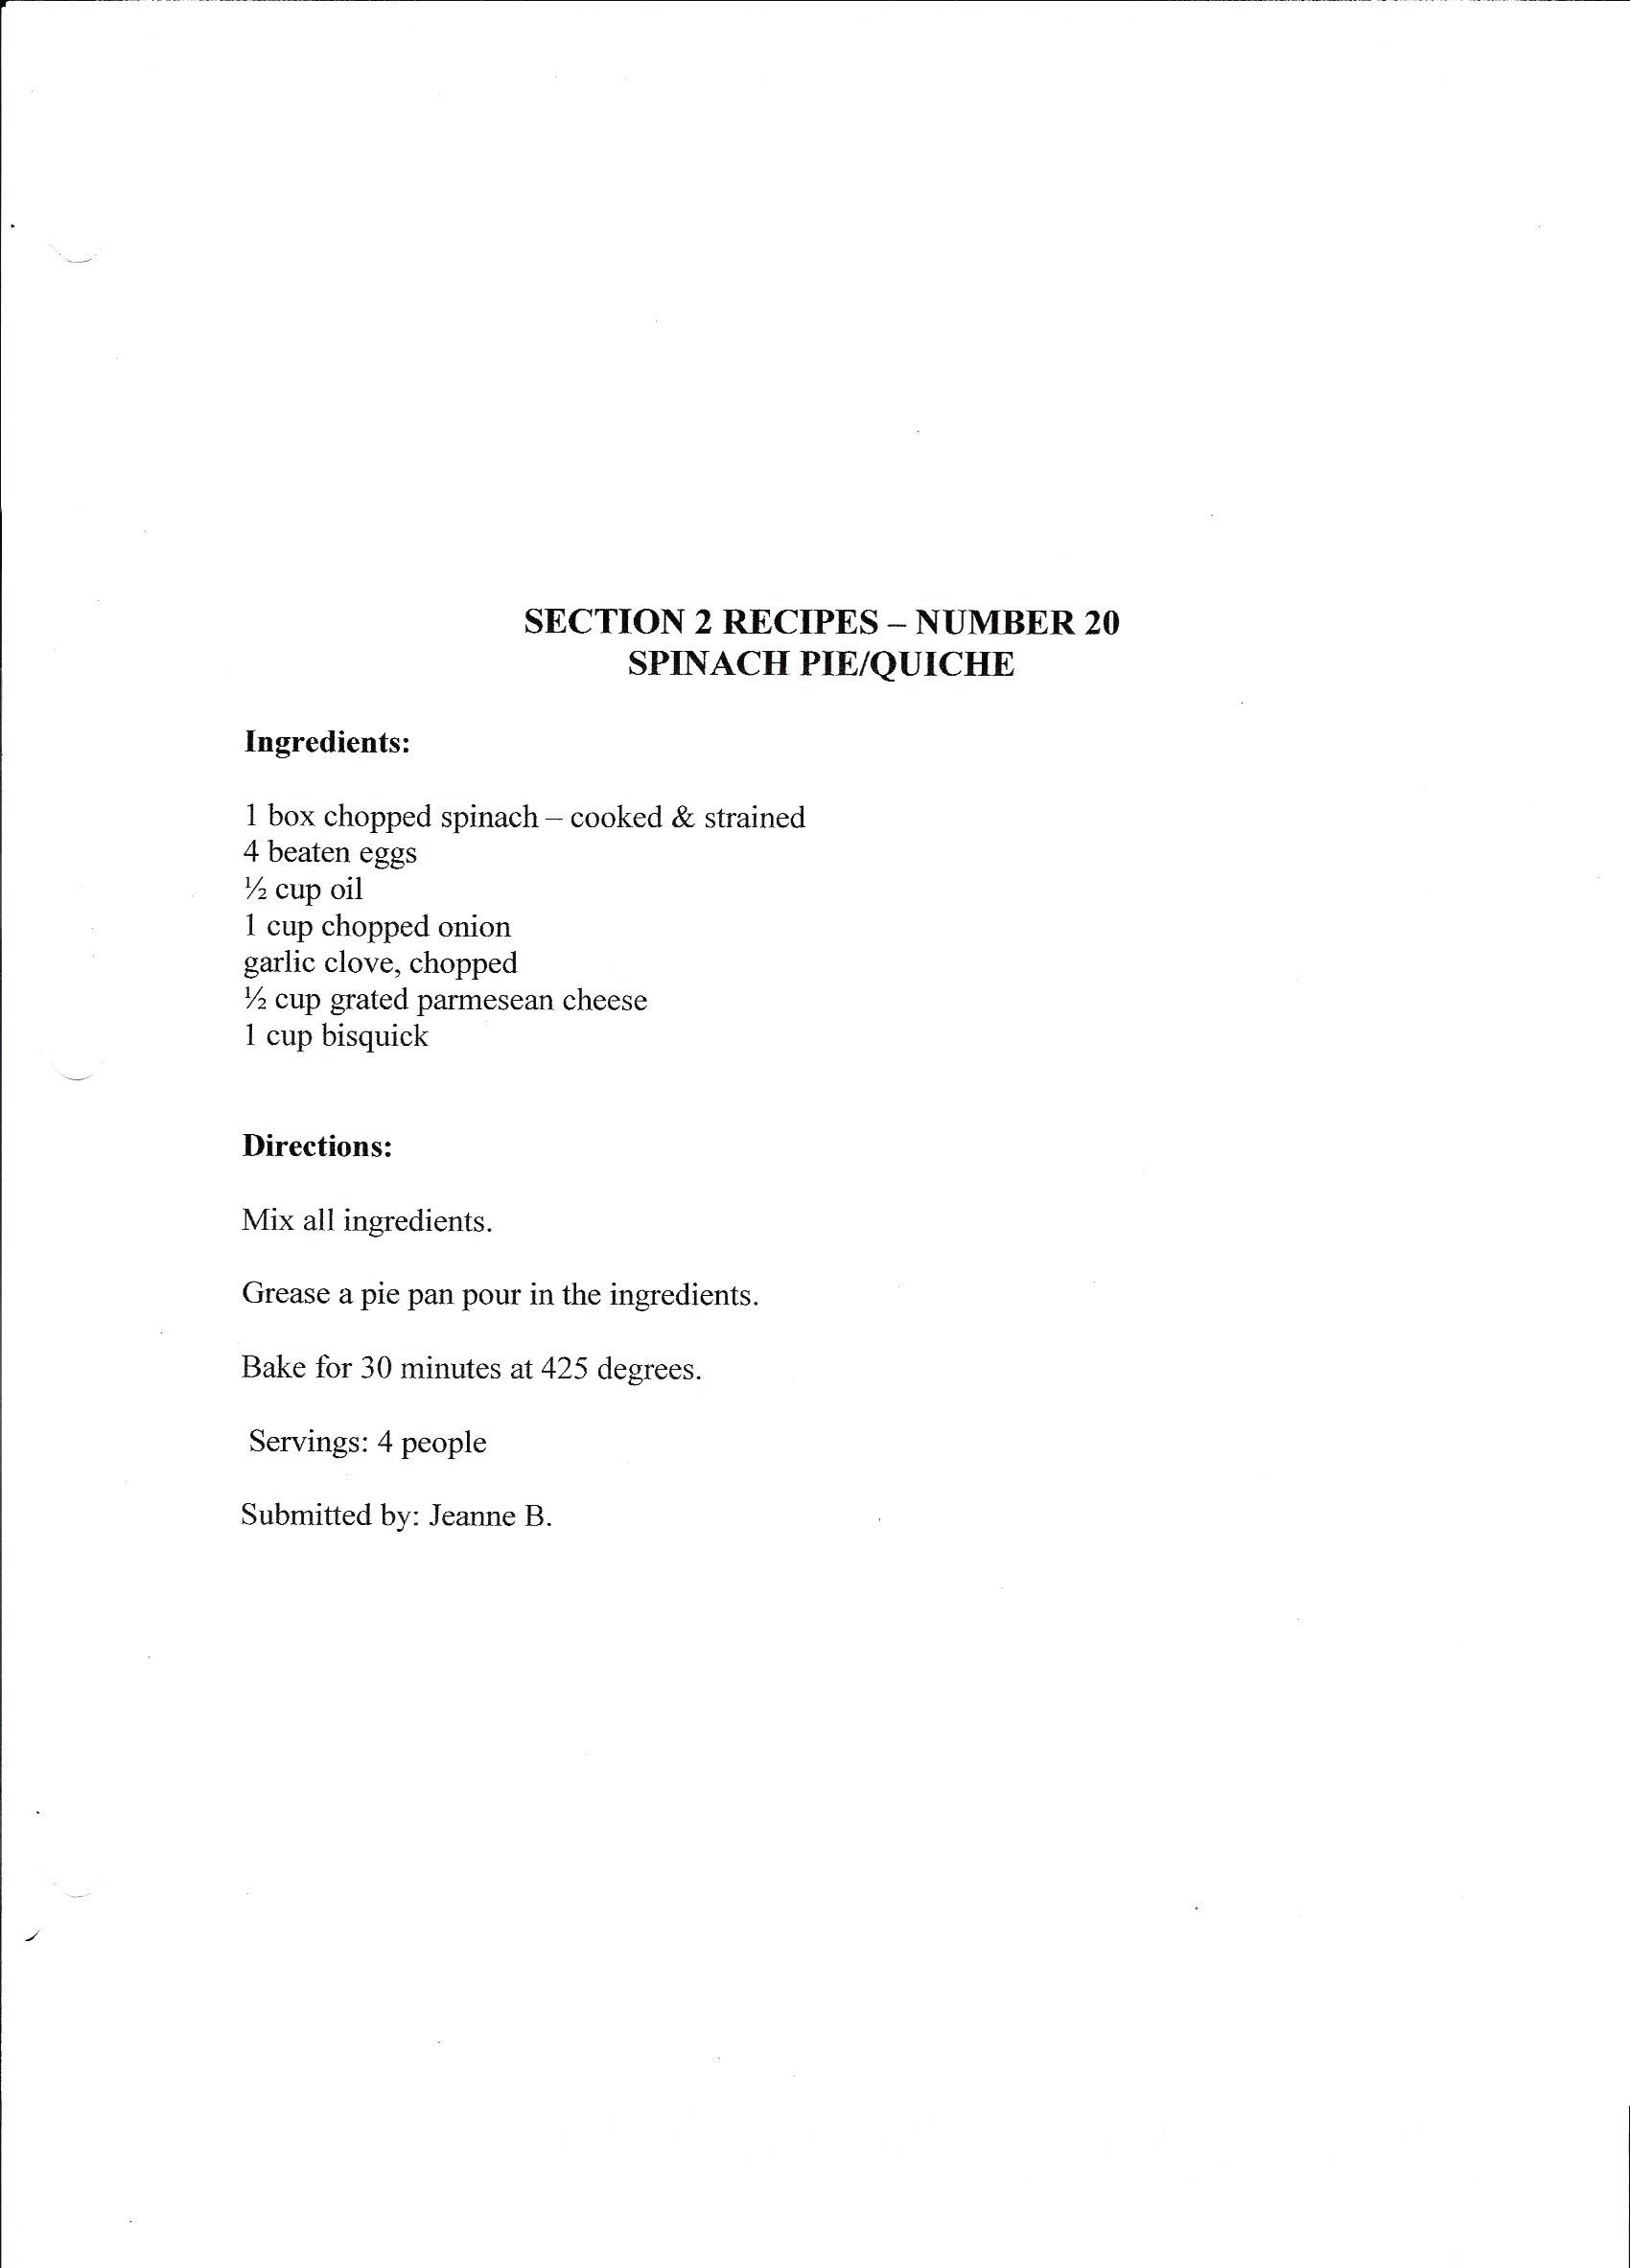 SECTION 2 RECIPES – NUMBER 20
SPINACH PIE/QUICHE
Ingredients:
1 box chopped spinach – cooked & strained
4 beaten eggs
½ cup oil
1 cup chopped onion
garlic clove, chopped
½ cup grated parmesean cheese
1 cup bisquick
Directions:
Mix all ingredients.
Grease a pie pan pour in the ingredients.
Bake for 30 minutes at 425 degrees.
Servings: 4 people
Submitted by: Jeanne B.